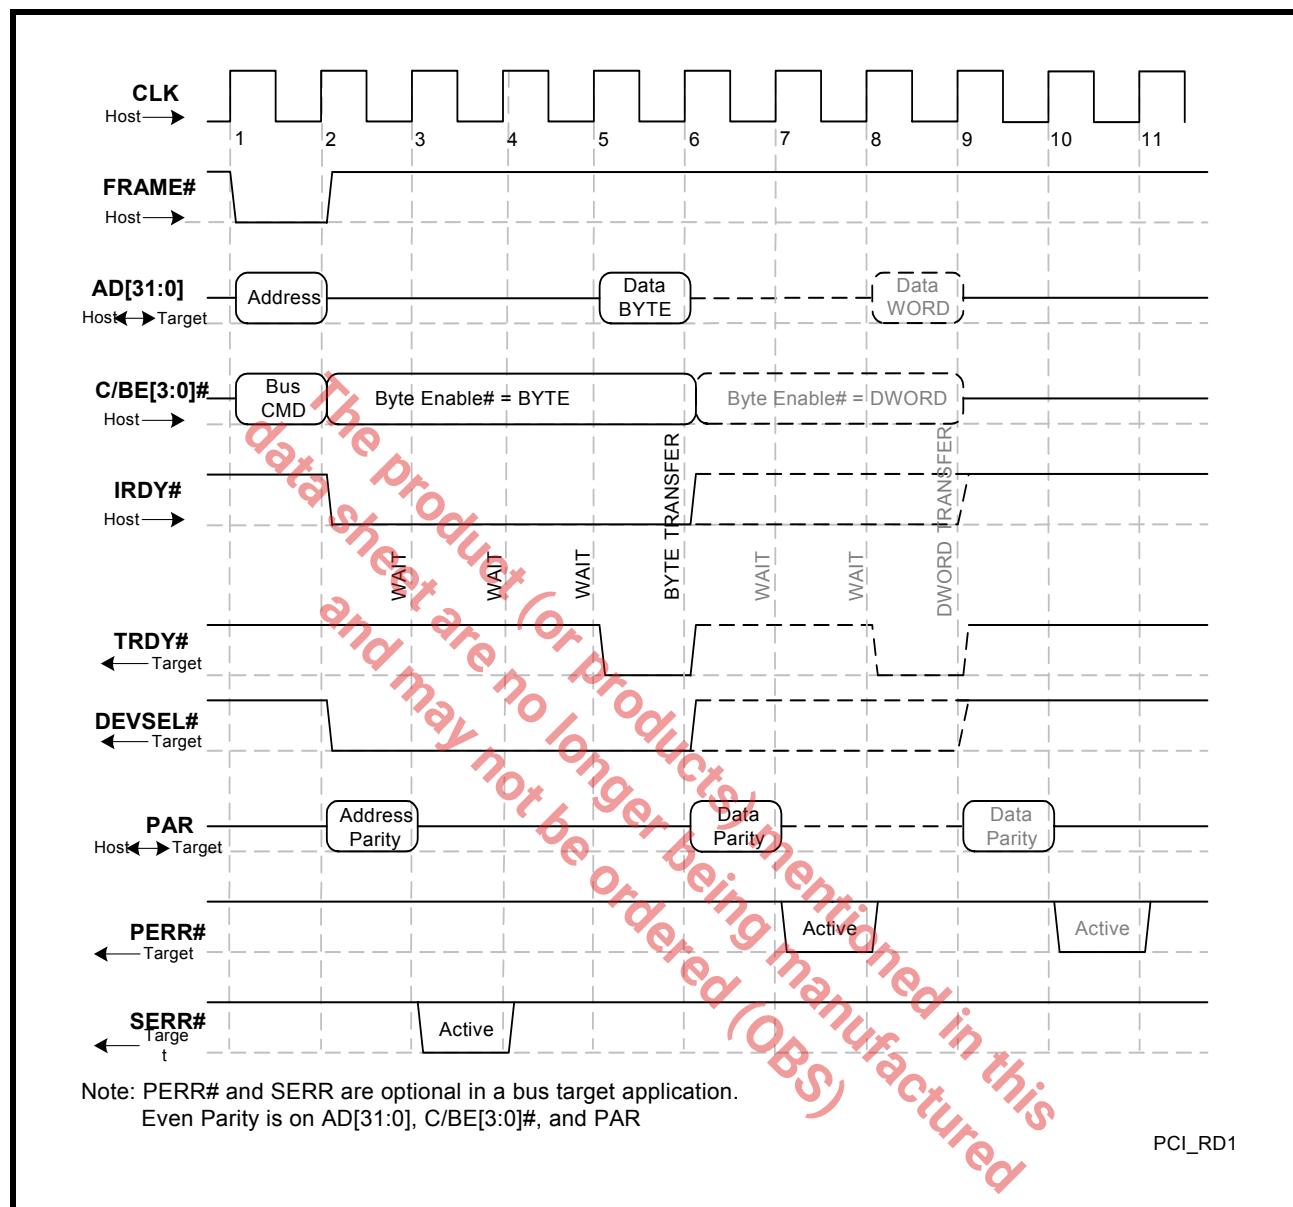 CLK
Host
1 2 3 4 5 6 7 8 9 10 11
FRAME#
Host
AD[31:0]
Host Target
Address
Data
BYTE
Data
WORD
C/BE[3:0]#
Host
Bus
CMD
Byte Enable# = BYTE
Byte Enable# = DWORD
IRDY#
Host
WAIT
WAIT
WAIT
BYTE TRANSFER
WAIT
WAIT
DWORD TRANSFER
TRDY#
Target
DEVSEL#
Target
PAR
Host Target
Address
Parity
Data
Parity
Data
Parity
PERR#
Target
Active
Active
SERR#
Targe
t
Active
Note: PERR# and SERR are optional in a bus target application.
Even Parity is on AD[31:0], C/BE[3:0]#, and PAR
PCI_RD1
The product (or products) mentioned in this
data sheet are no longer being manufactured
and may not be ordered (OBS)